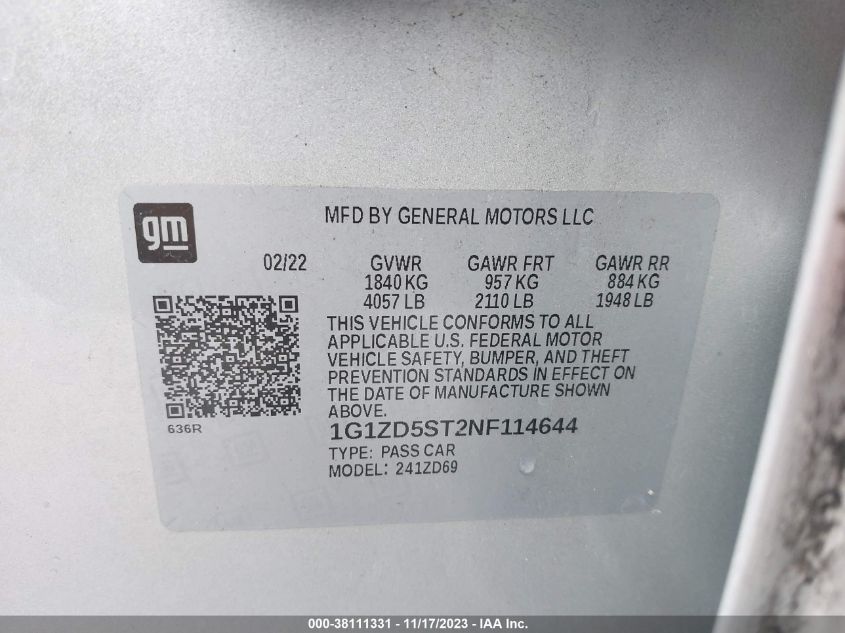 gm
MFD BY GENERAL MOTORS LLC
02/22 GVWR GAWR FRT GAWR RR
1840 KG 957 KG 884 KG
4057 LB 2110 LB 1948 LB
THIS VEHICLE CONFORMS TO ALL
APPLICABLE U.S. FEDERAL MOTOR
VEHICLE SAFETY, BUMPER, AND THEFT
PREVENTION STANDARDS IN EFFECT ON
THE DATE OF MANUFACTURE SHOWN
ABOVE.
636R
1G1ZD5ST2NF114644
TYPE: PASS CAR
MODEL: 241ZD69
000-38111331 - 11/17/2023 - IAA Inc.